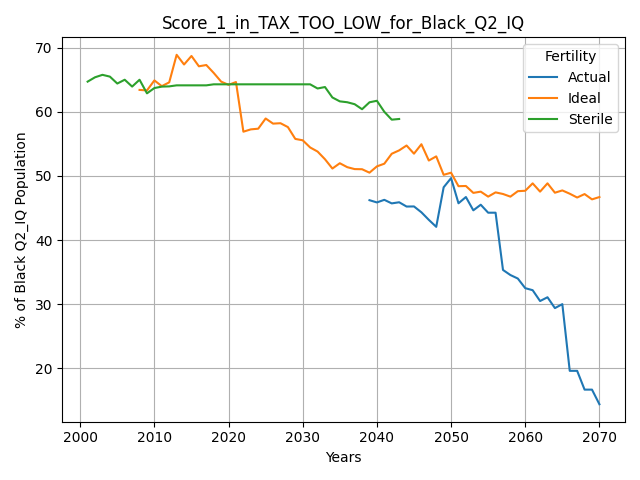 Score_1_in_TAX_TOO_LOW_for_Black_Q2_IQ
% of Black Q2_IQ Population
70
60
50
40
30
20
Fertility
Actual
Ideal
Sterile
2000 2010 2020 2030 2040 2050 2060 2070
Years